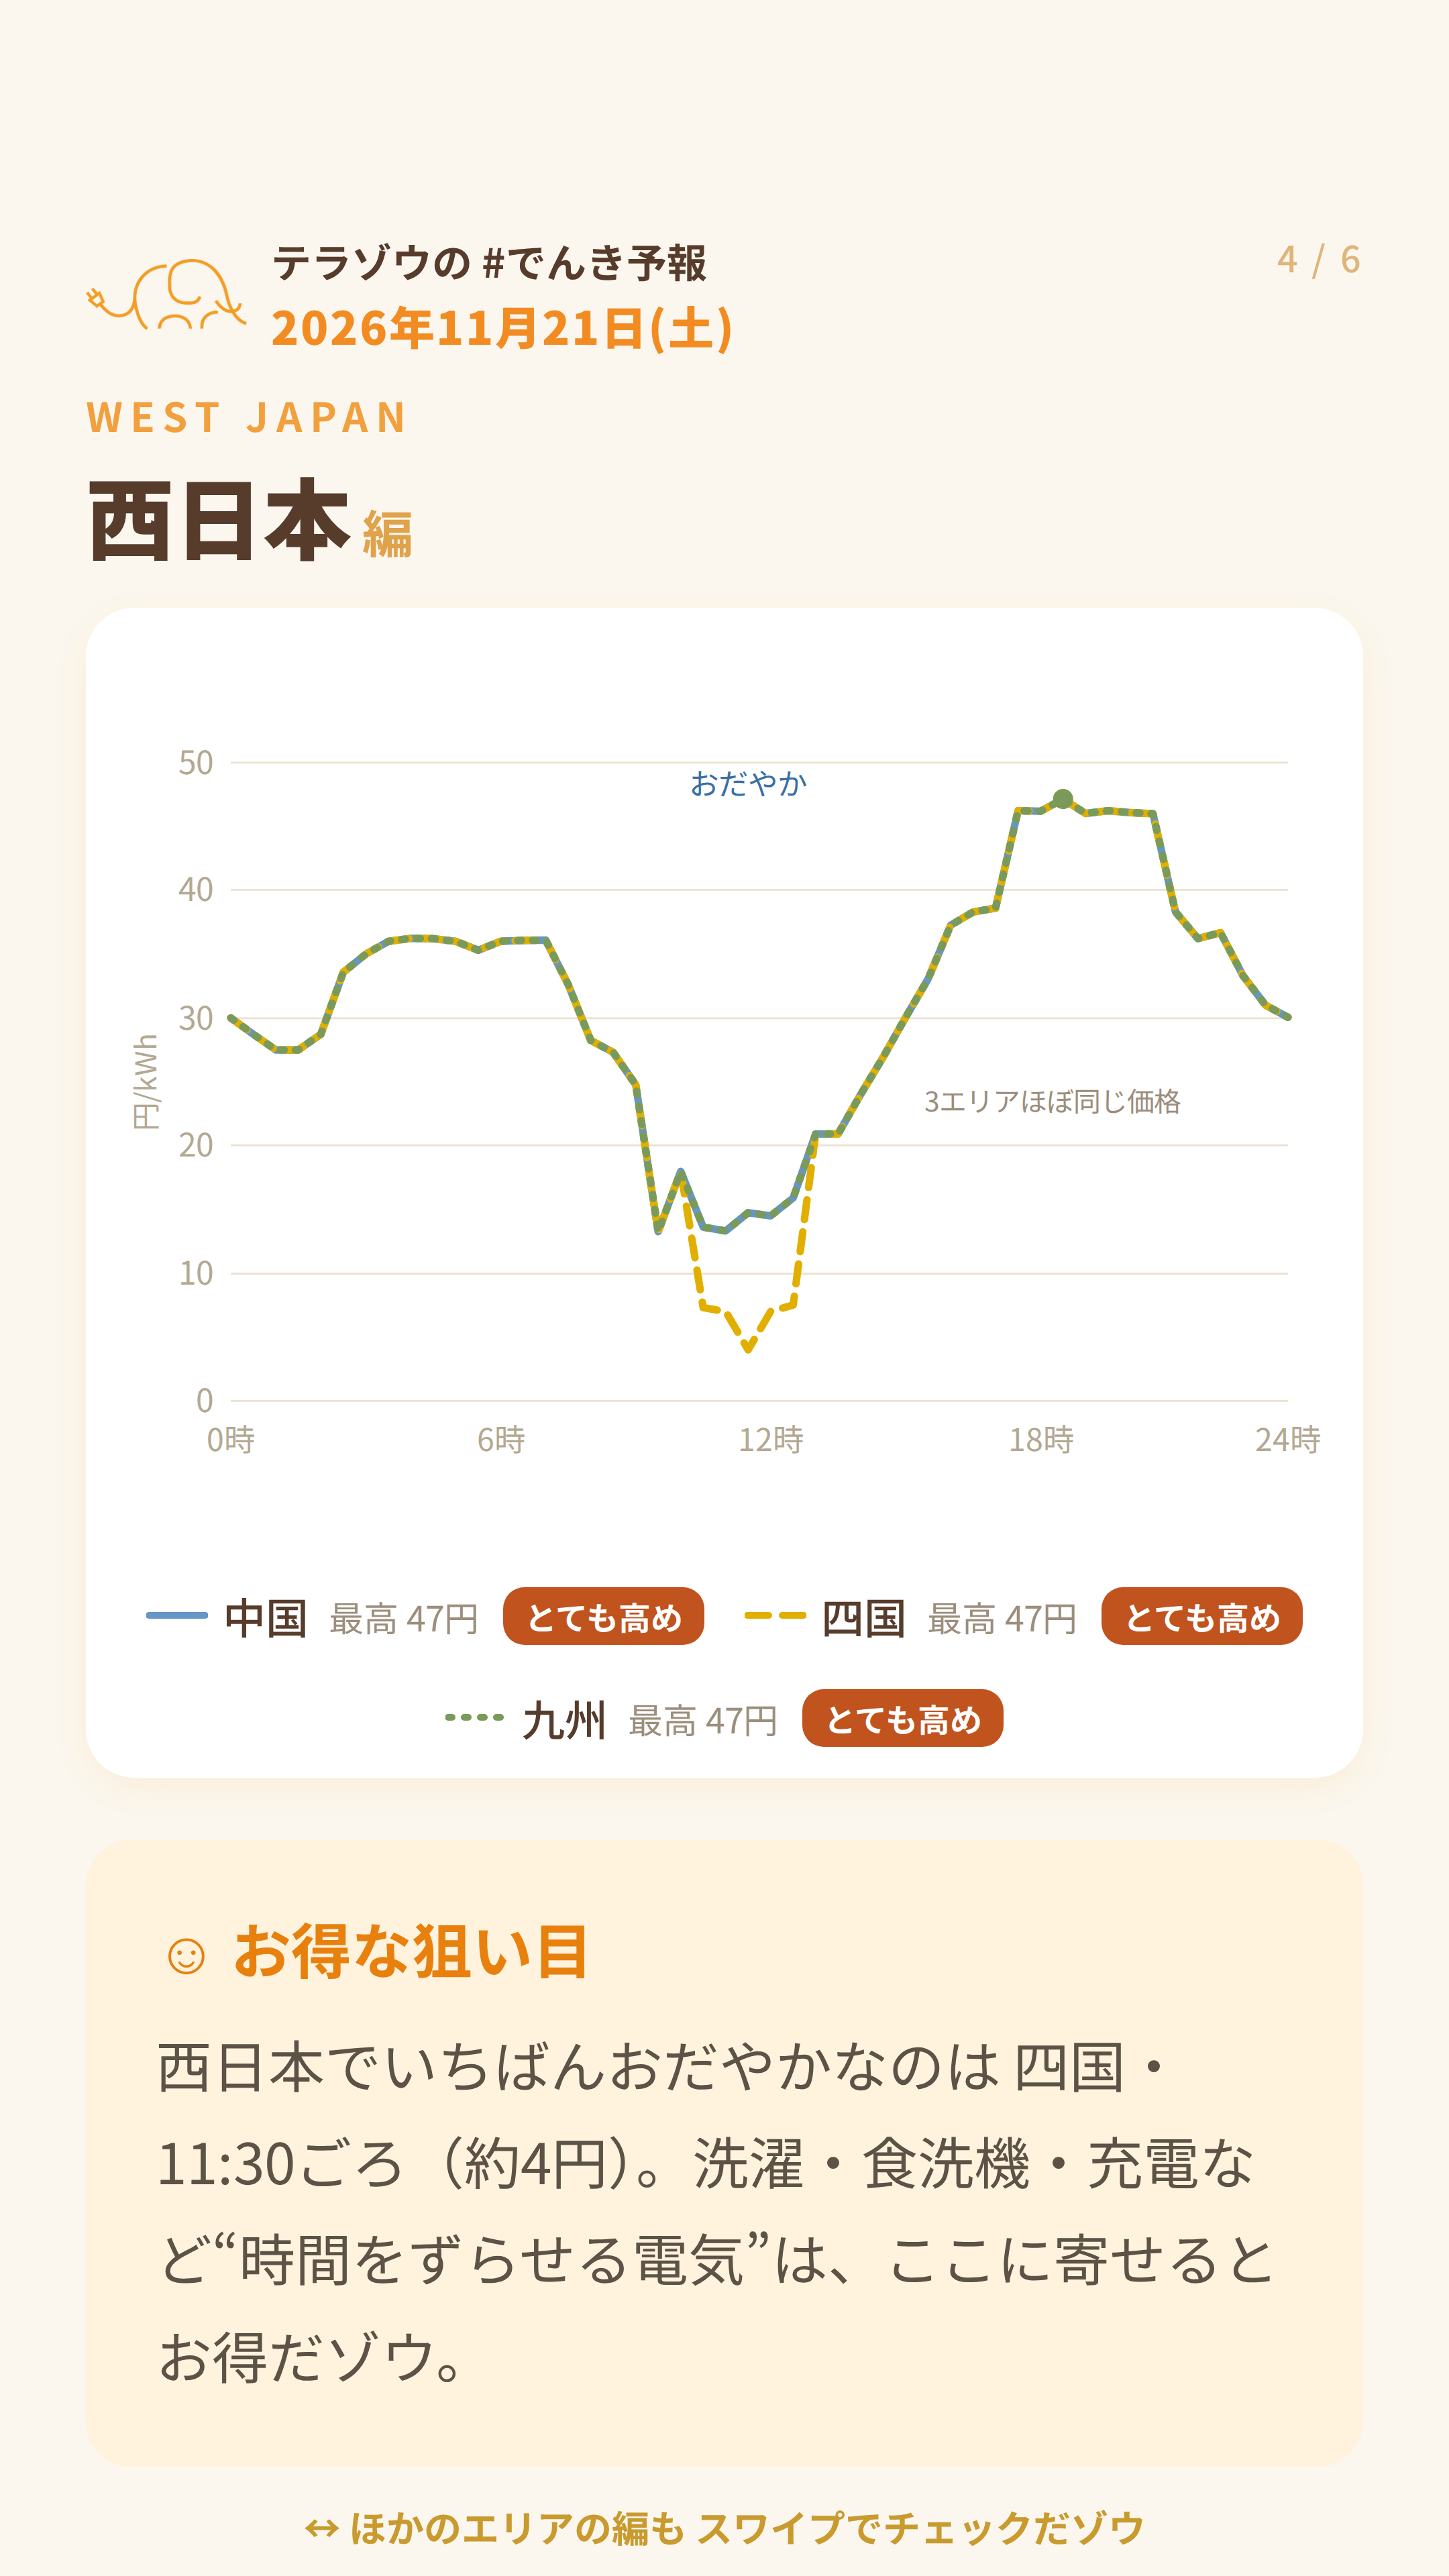 テラゾウの #でんき予報
2026年11月21日(土)
4 / 6
WEST JAPAN
西日本 編
50
おだやか
40
30
円/kWh
3エリアほぼ同じ価格
20
10
0
0時 6時 12時 18時 24時
中国 最高 47円 とても高め 四国 最高 47円 とても高め
九州 最高 47円 とても高め
☺ お得な狙い目
西日本でいちばんおだやかなのは 四国・
11:30ごろ（約4円）。洗濯・食洗機・充電な
ど“時間をずらせる電気”は、ここに寄せると
お得だゾウ。
↔ ほかのエリアの編も スワイプでチェックだゾウ